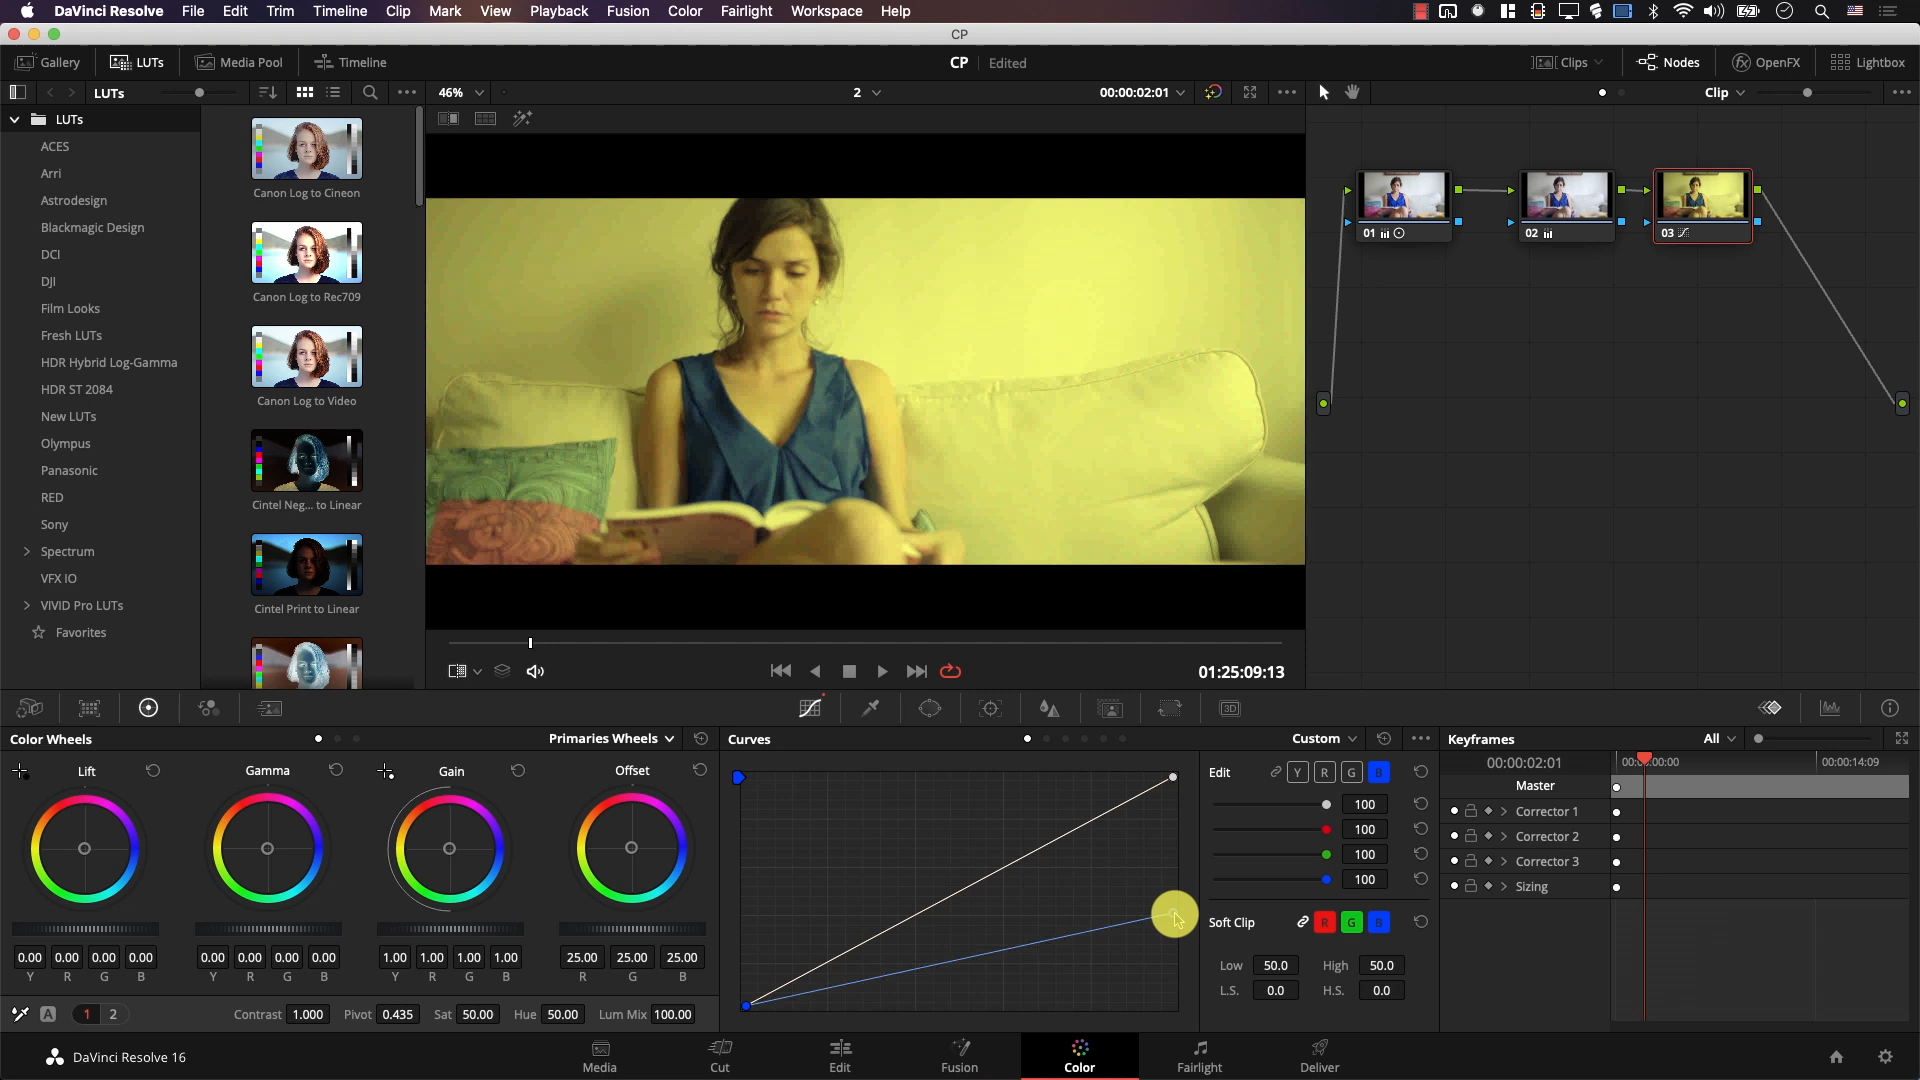 DaVinci Resolve File Edit Trim Timeline Clip Mark View Playback Fusion Color Fairlight Workspace Help
CP
Gallery LUTs Media Pool Timeline CP Edited Clips Nodes OpenFX Lightbox
LUTs 46% 2 00:00:02:01 Clip
LUTs
ACES
Arri
Astrodesign
Blackmagic Design
DCI
DJI
Film Looks
Fresh LUTs
HDR Hybrid Log-Gamma
HDR ST 2084
New LUTs
Olympus
Panasonic
RED
Sony
Spectrum
VFX IO
VIVID Pro LUTs
Favorites
Canon Log to Cineon
Canon Log to Rec709
Canon Log to Video
Cintel Neg... to Linear
Cintel Print to Linear
01 02 03
01:25:09:13
3D
Color Wheels Primaries Wheels
Lift Gamma Gain Offset
0.00 0.00 0.00 0.00 0.00 0.00 0.00 0.00 1.00 1.00 1.00 1.00 25.00 25.00 25.00
Y R G B Y R G B Y R G B R G B
A 1 2 Contrast 1.000 Pivot 0.435 Sat 50.00 Hue 50.00 Lum Mix 100.00
Curves Custom
Edit Y R G B
100
100
100
100
Soft Clip R G B
Low 50.0 High 50.0
L.S. 0.0 H.S. 0.0
Keyframes All
00:00:02:01 00:00:14:09
Master
Corrector 1
Corrector 2
Corrector 3
Sizing
DaVinci Resolve 16 Media Cut Edit Fusion Color Fairlight Deliver